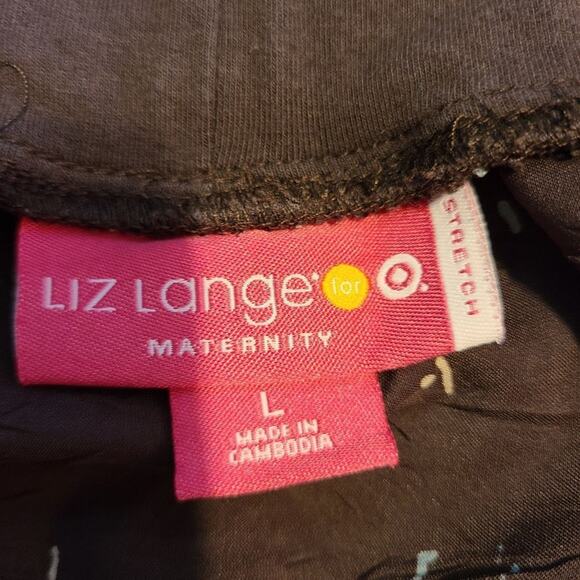 LIZ Lange for
MATERNITY
STRETCH
L
MADE IN
CAMBODIA